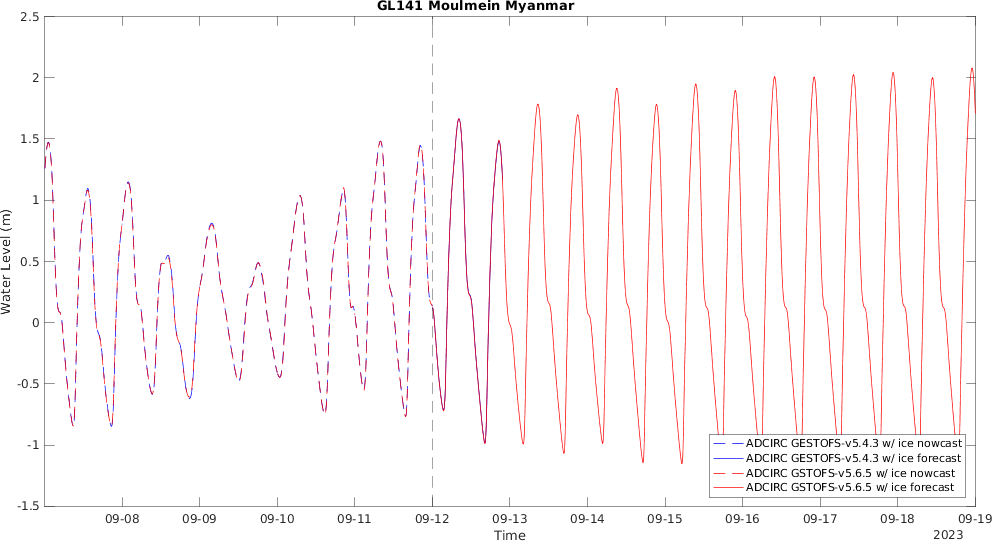 GL141 Moulmein Myanmar
Water Level (m)
2.5
2
1.5
1
0.5
0
-0.5
-1
-1.5
ADCIRC GESTOFS-v5.4.3 w/ ice nowcast
ADCIRC GESTOFS-v5.4.3 w/ ice forecast
ADCIRC GSTOFS-v5.6.5 w/ ice nowcast
ADCIRC GSTOFS-v5.6.5 w/ ice forecast
09-08 09-09 09-10 09-11 09-12 09-13 09-14 09-15 09-16 09-17 09-18 09-19
Time
2023